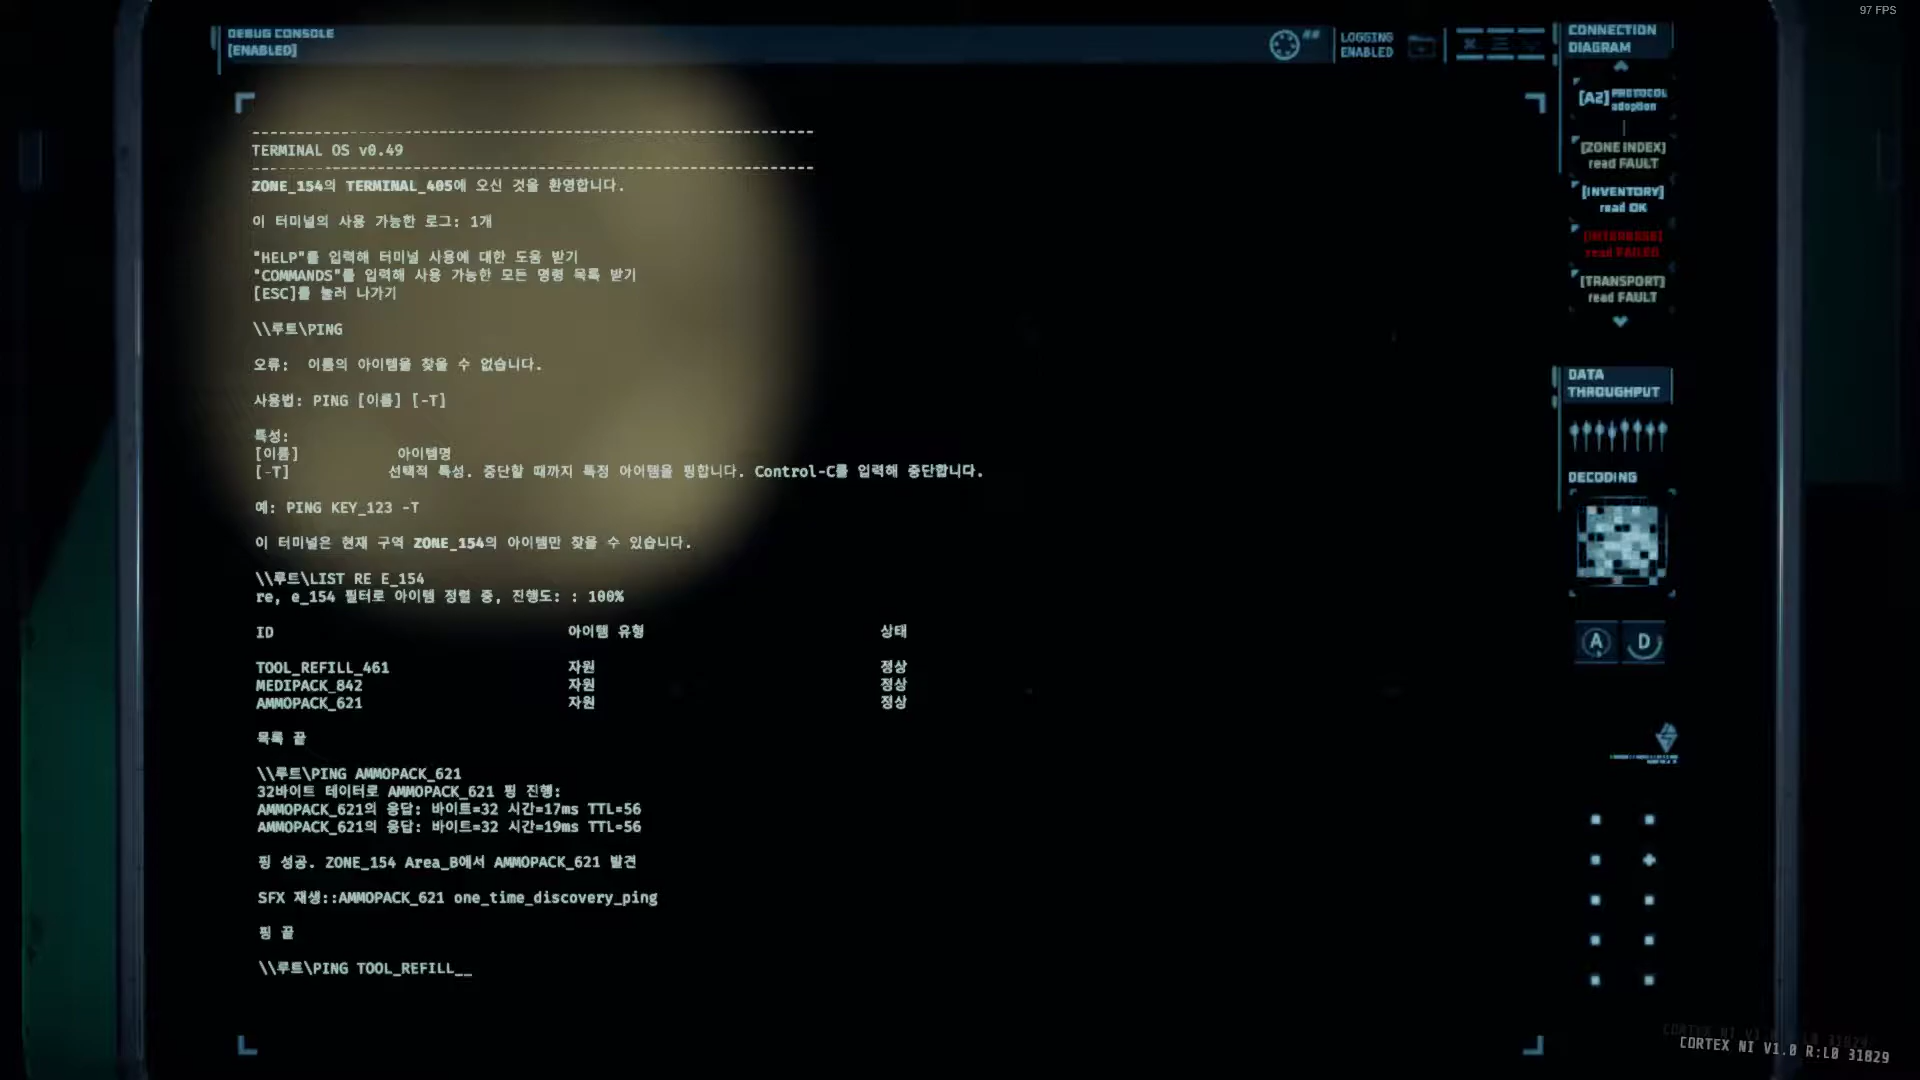 97 FPS
DEBUG CONSOLE
[ENABLED]
LOGGING
ENABLED
CONNECTION
DIAGRAM
[A2] PROTOCOL
adoption
[ZONE INDEX]
read FAULT
[INVENTORY]
read OK
read FAILED
[TRANSPORT]
read FAULT
DATA
THROUGHPUT
DECODING
A D
--------------------------------------------------------------
TERMINAL OS v0.49
--------------------------------------------------------------
ZONE_154의 TERMINAL_405에 오신 것을 환영합니다.
이 터미널의 사용 가능한 로그: 1개
"HELP"를 입력해 터미널 사용에 대한 도움 받기
"COMMANDS"를 입력해 사용 가능한 모든 명령 목록 받기
[ESC]를 눌러 나가기
\\루트\PING
오류:  이름의 아이템을 찾을 수 없습니다.
사용법: PING [이름] [-T]
특성:
[이름] 아이템명
[-T] 선택적 특성. 중단할 때까지 특정 아이템을 핑합니다. Control-C를 입력해 중단합니다.
예: PING KEY_123 -T
이 터미널은 현재 구역 ZONE_154의 아이템만 찾을 수 있습니다.
\\루트\LIST RE E_154
re, e_154 필터로 아이템 정렬 중, 진행도: : 100%
ID 아이템 유형 상태
TOOL_REFILL_461 자원 정상
MEDIPACK_842 자원 정상
AMMOPACK_621 자원 정상
목록 끝
\\루트\PING AMMOPACK_621
32바이트 데이터로 AMMOPACK_621 핑 진행:
AMMOPACK_621의 응답: 바이트=32 시간=17ms TTL=56
AMMOPACK_621의 응답: 바이트=32 시간=19ms TTL=56
핑 성공. ZONE_154 Area_B에서 AMMOPACK_621 발견
SFX 재생::AMMOPACK_621 one_time_discovery_ping
핑 끝
\\루트\PING TOOL_REFILL__
CORTEX NI V1.0 R:L0 31829